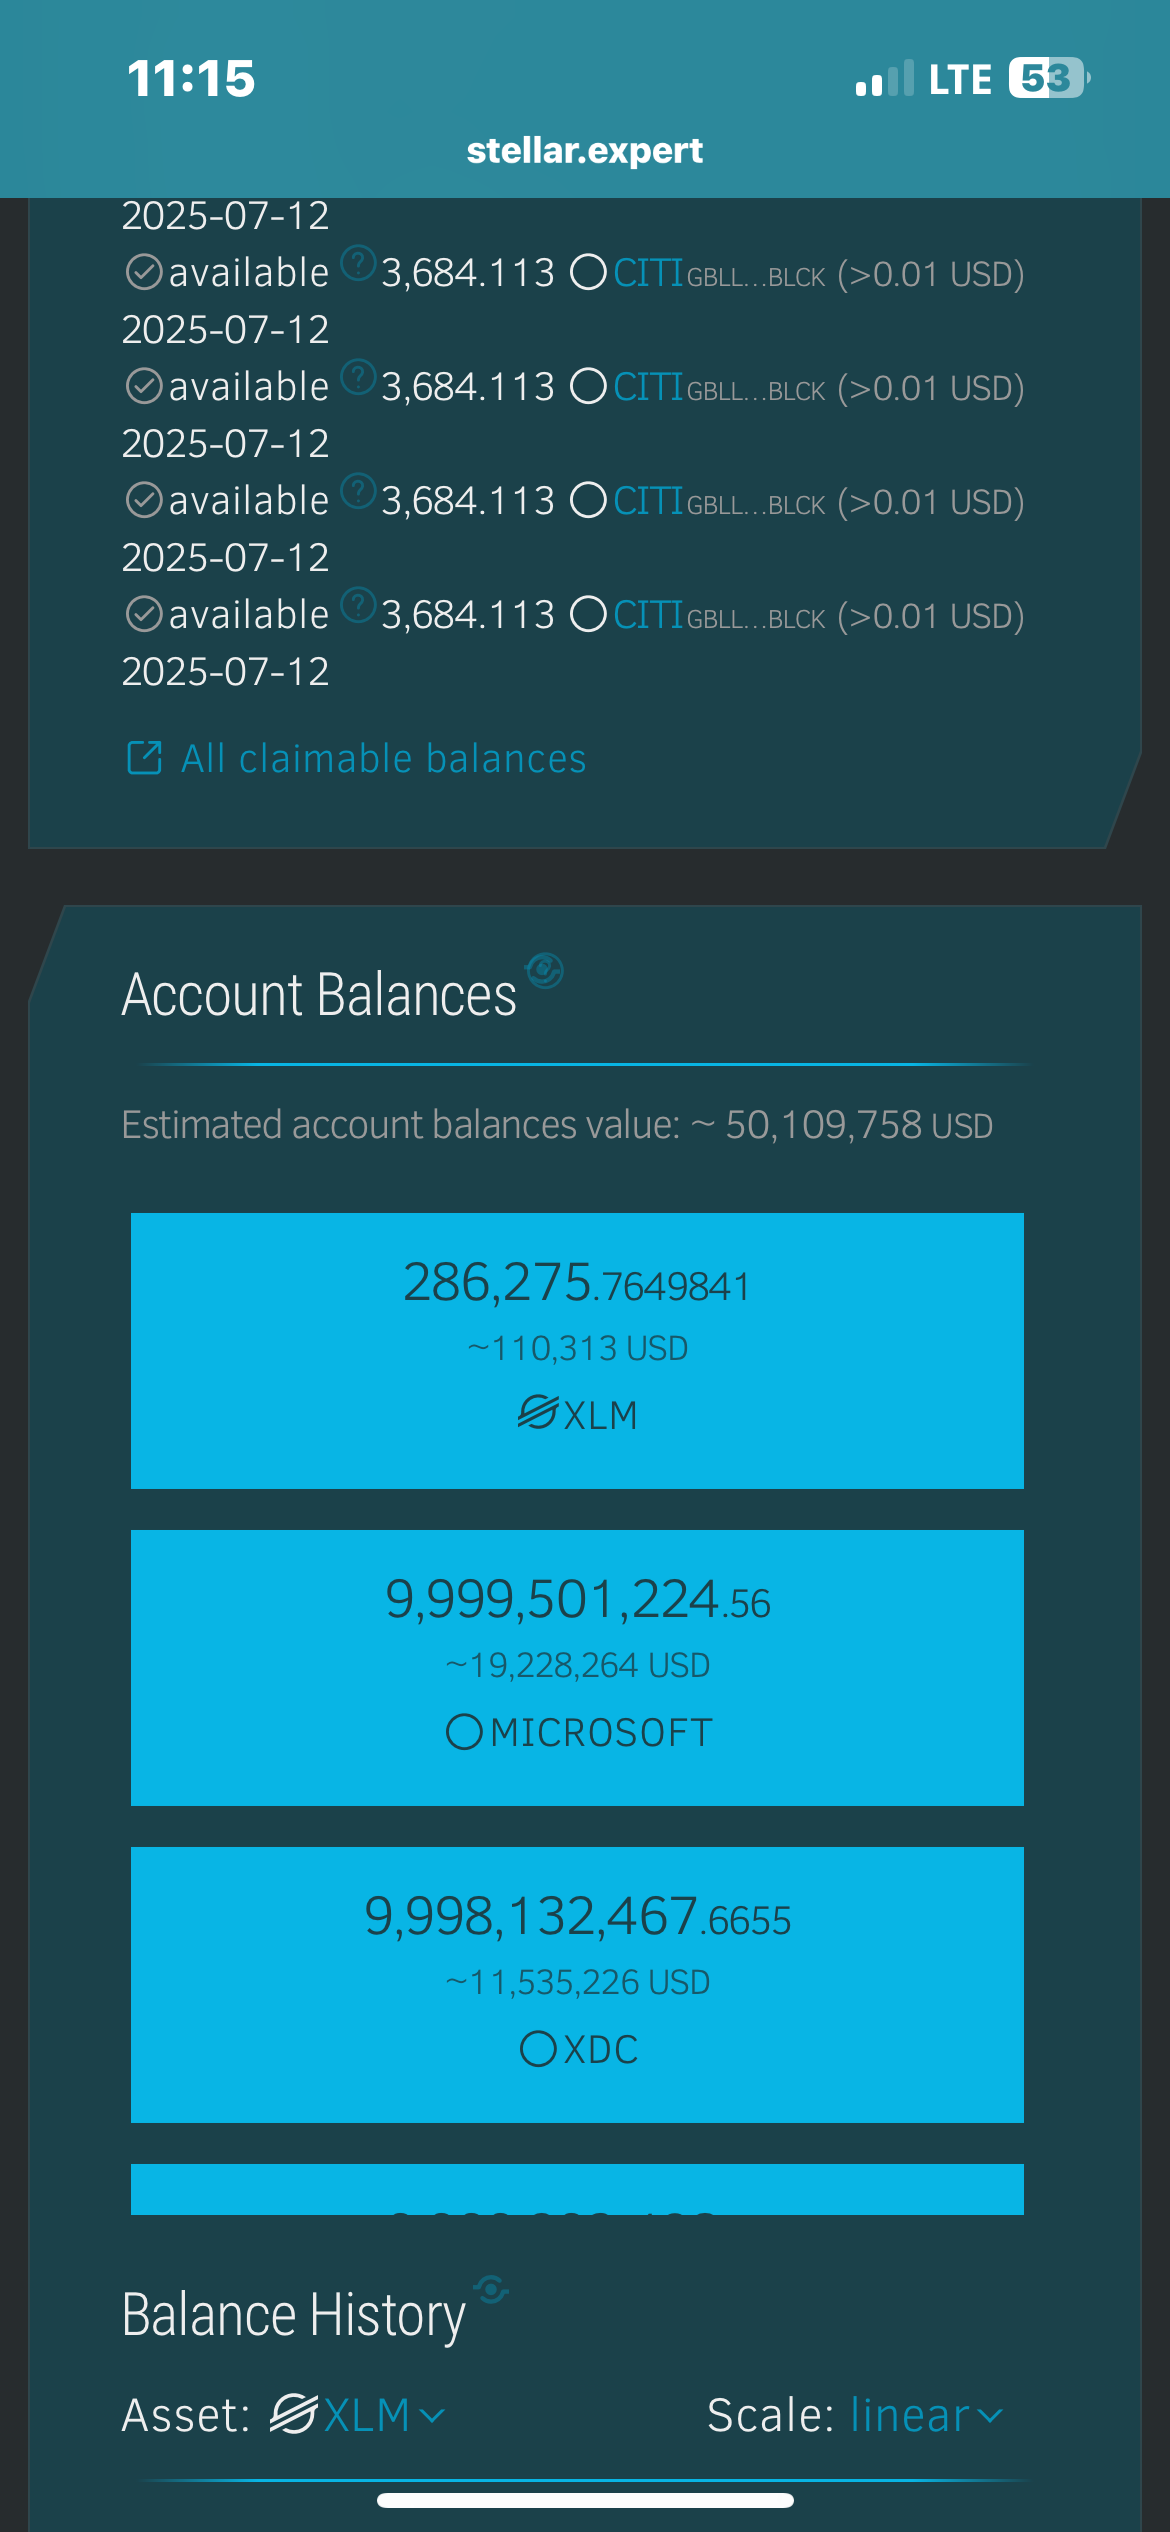 11:15
LTE 53
stellar.expert
2025-07-12
available ? 3,684.113 CITI GBLL...BLCK (>0.01 USD)
2025-07-12
available ? 3,684.113 CITI GBLL...BLCK (>0.01 USD)
2025-07-12
available ? 3,684.113 CITI GBLL...BLCK (>0.01 USD)
2025-07-12
available ? 3,684.113 CITI GBLL...BLCK (>0.01 USD)
2025-07-12
All claimable balances
Account Balances
Estimated account balances value: ~ 50,109,758 USD
286,275.7649841
~110,313 USD
XLM
9,999,501,224.56
~19,228,264 USD
MICROSOFT
9,998,132,467.6655
~11,535,226 USD
XDC
Balance History
Asset: XLM
Scale: linear